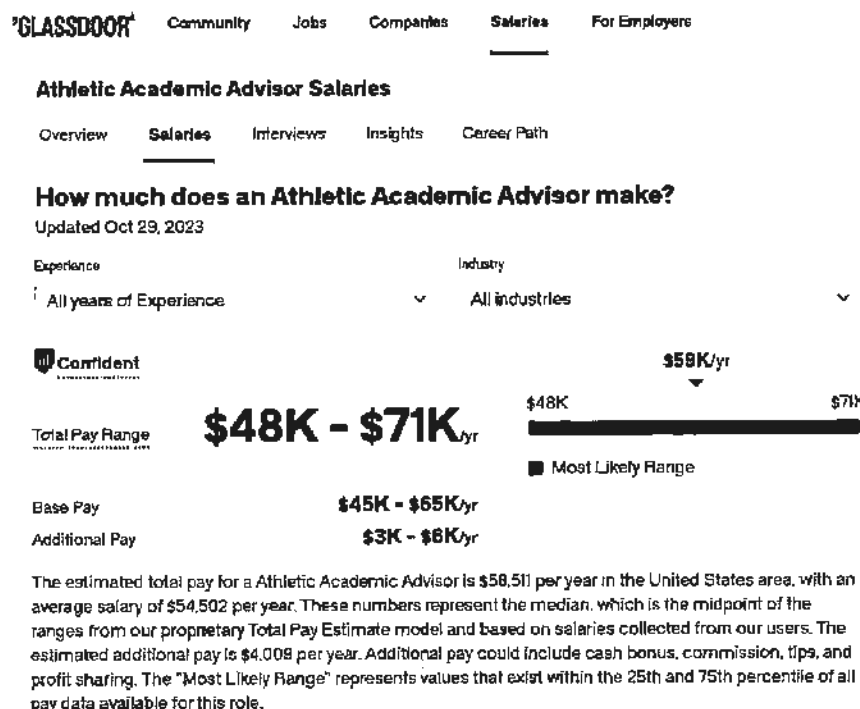 GLASSDOOR Community Jobs Companies Salaries For Employers
Athletic Academic Advisor Salaries
Overview Salaries Interviews Insights Career Path
How much does an Athletic Academic Advisor make?
Updated Oct 29, 2023
Experience Industry
All years of Experience All industries
Confident $59K/yr
$48K $71K
Total Pay Range $48K - $71K/yr
Most Likely Range
Base Pay $45K - $65K/yr
Additional Pay $3K - $6K/yr
The estimated total pay for a Athletic Academic Advisor is $58,511 per year in the United States area, with an
average salary of $54,502 per year. These numbers represent the median, which is the midpoint of the
ranges from our proprietary Total Pay Estimate model and based on salaries collected from our users. The
estimated additional pay is $4,009 per year. Additional pay could include cash bonus, commission, tips, and
profit sharing. The "Most Likely Range" represents values that exist within the 25th and 75th percentile of all
pay data available for this role.